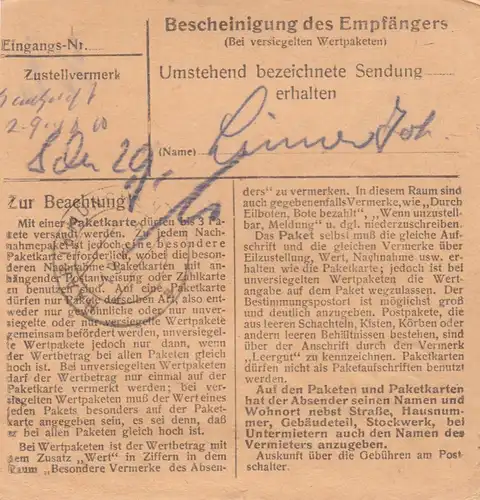 Bescheinigung des Empfängers
(Bei versiegelten Wertpaketen)
Eingangs-Nr.
Zustellvermerk
Umstehend bezeichnete Sendung
erhalten
(Name)
Zur Beachtung!
Mit einer Paketkarte dürfen bis 3 Pa-
kete versandt werden. Zu jedem Nach-
nahmepaket ist jedoch eine besondere
Paketkarte erforderlich, wobei die beson-
deren Nachnahme-Paketkarten mit an-
hängender Postanweisung oder Zahlkarte
zu benutzen sind. Auf eine Paketkarte
dürfen nur Pakete derselben Art, also ent-
weder nur gewöhnliche oder nur unver-
siegelte oder nur versiegelte Wertpakete
gemeinsam befördert werden, unversiegel-
te Wertpakete jedoch nur dann, wenn
der Wertbetrag bei allen Paketen gleich
hoch ist. Bei unversiegelten Wertpaketen
darf der Wertbetrag nur einmal auf der
Paketkarte vermerkt werden; bei ver-
siegelten Wertpaketen muß der Wert eines
jeden Pakets besonders auf der Paket-
karte angegeben sein, es sei denn, daß
er bei allen Paketen gleich hoch ist.
Bei Wertpaketen ist der Wertbetrag mit
dem Zusatz „Wert" in Ziffern in dem
Raum „Besondere Vermerke des Absen-
ders" zu vermerken. In diesem Raum sind
auch gegebenenfalls Vermerke, wie „Durch
Eilboten, Bote bezahlt", „Wenn unzustell-
bar, Meldung" u. dgl. niederzuschreiben.
Das Paket selbst muß die gleiche Auf-
schrift und die gleichen Vermerke über
Eilzustellung, Wert, Nachnahme usw. er-
halten wie die Paketkarte; jedoch ist bei
unversiegelten Wertpaketen die Wert-
angabe auf dem Paket wegzulassen. Der
Bestimmungspostort ist möglichst groß
und deutlich anzugeben. Postpakete, die
aus leeren Schachteln, Kisten, Körben oder
andern leeren Behältnissen bestehen, sind
über der Anschrift durch den Vermerk
„Leergut" zu kennzeichnen. Paketkarten
dürfen nicht als Paketaufschriften benutzt
werden.
Auf den Paketen und Paketkarten
hat der Absender seinen Namen und
Wohnort nebst Straße, Hausnum-
mer, Gebäudeteil, Stockwerk, bei
Untermietern auch den Namen des
Vermieters anzugeben.
Auskunft über die Gebühren am Post-
schalter.